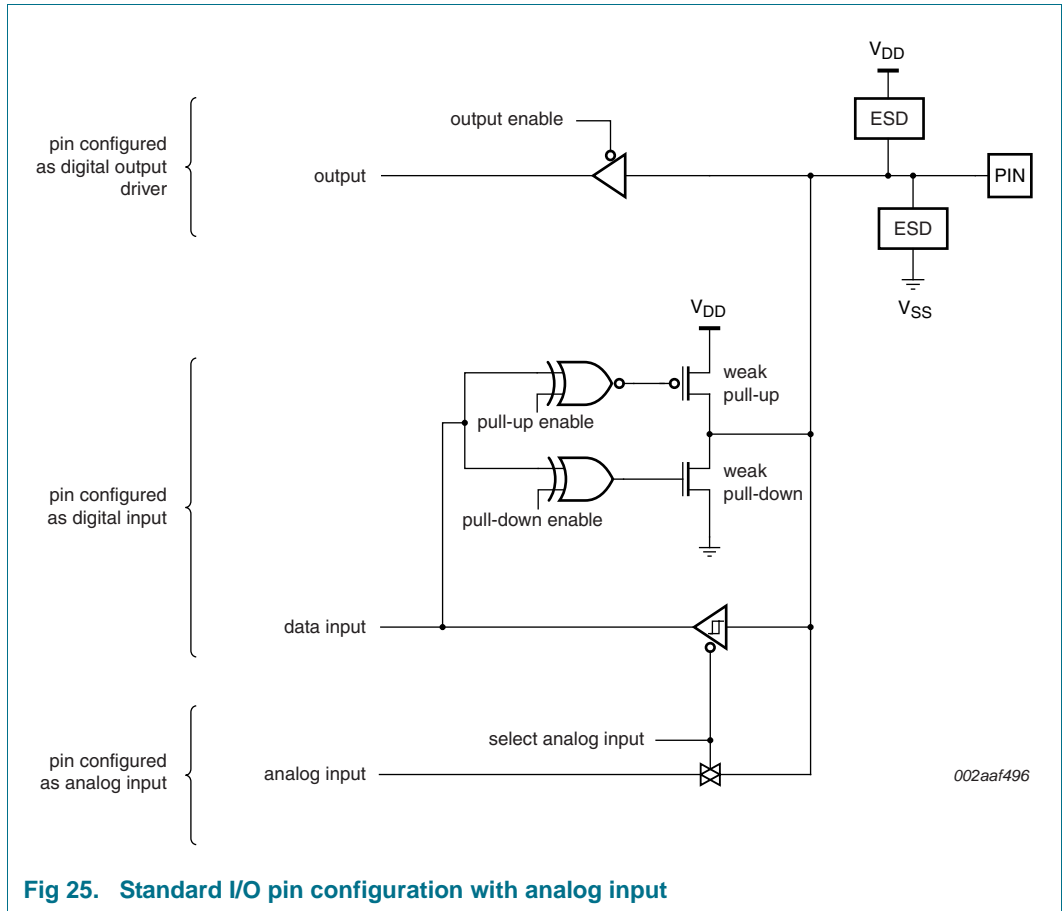 VDD
ESD
output enable
pin configured
as digital output
driver
output
PIN
ESD
VSS
VDD
weak
pull-up
pull-up enable
pin configured
as digital input
weak
pull-down
pull-down enable
data input
select analog input
pin configured
as analog input
analog input
002aaf496
Fig 25. Standard I/O pin configuration with analog input